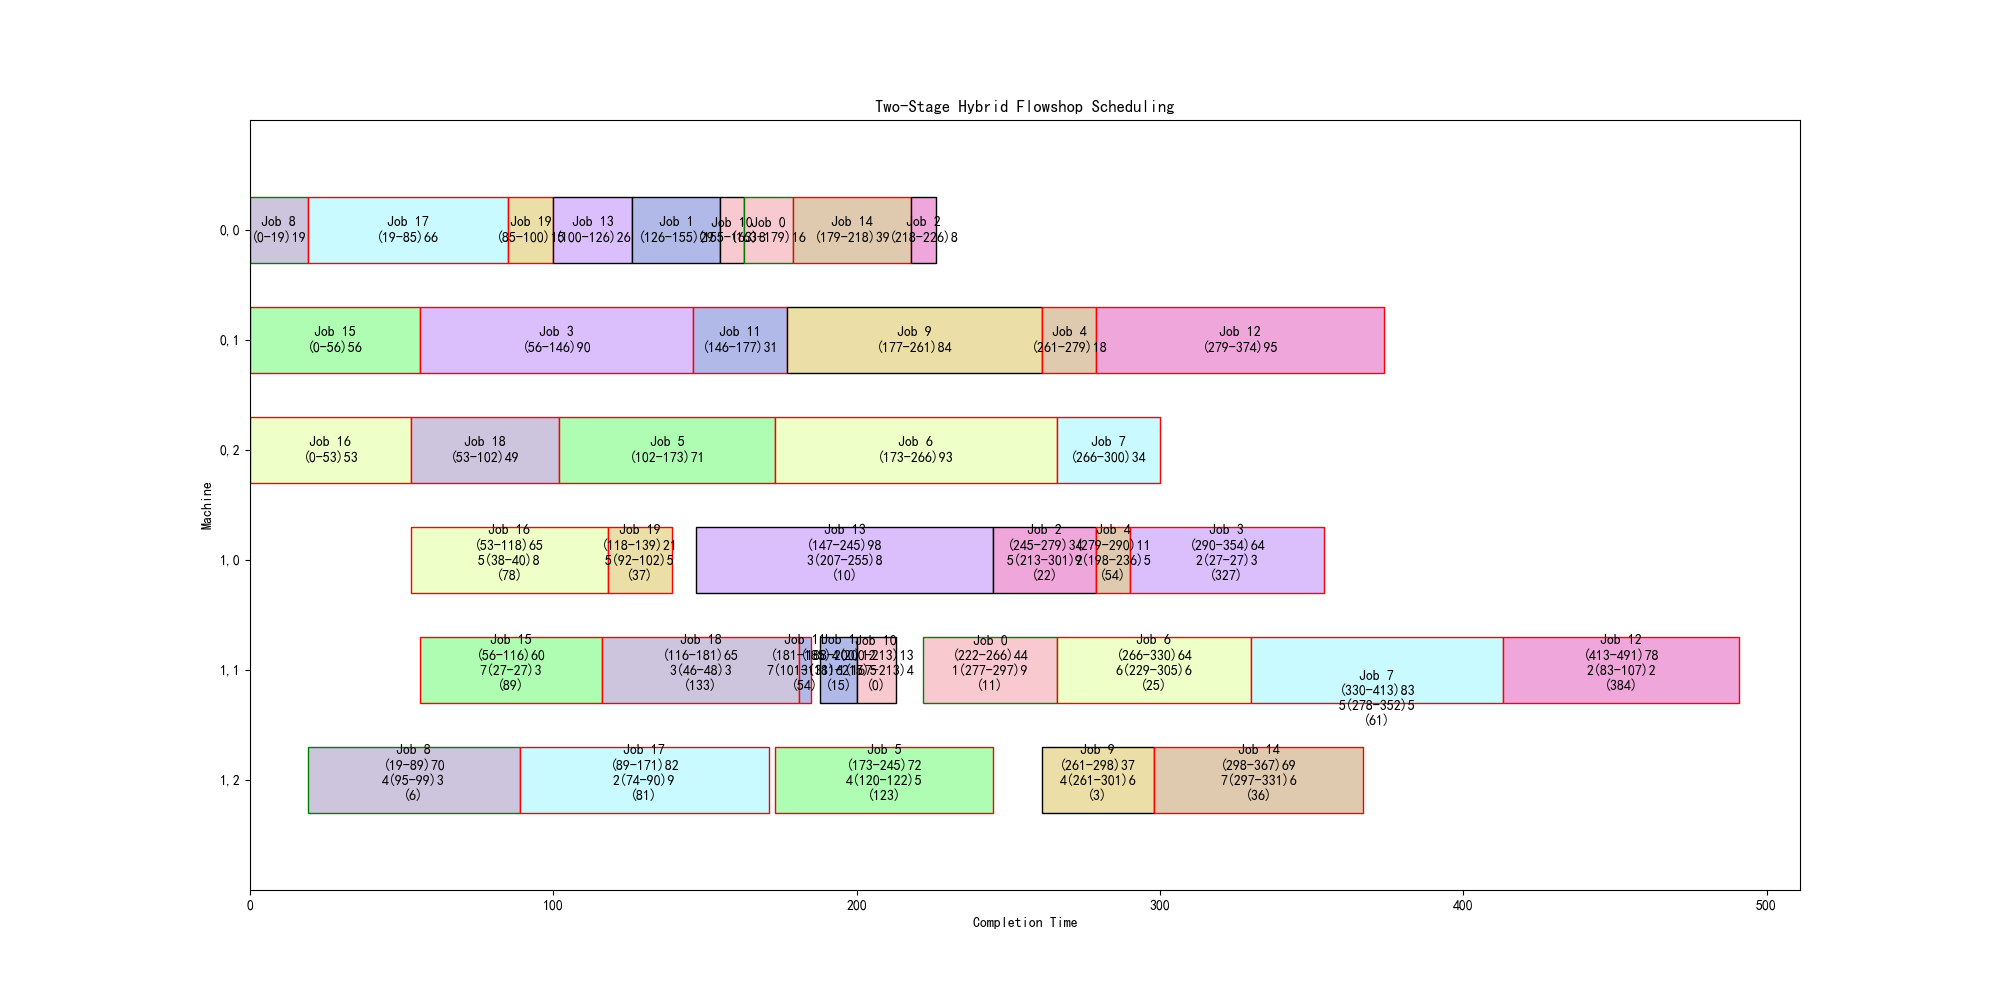 Two-Stage Hybrid Flowshop Scheduling
Machine
0,0
Job 8
(0-19)19
Job 17
(19-85)66
Job 19
(85-100)15
Job 13
(100-126)26
Job 1
(126-155)29
Job 10
(155-163)8
Job 0
(163-179)16
Job 14
(179-218)39
Job 2
(218-226)8
0,1
Job 15
(0-56)56
Job 3
(56-146)90
Job 11
(146-177)31
Job 9
(177-261)84
Job 4
(261-279)18
Job 12
(279-374)95
0,2
Job 16
(0-53)53
Job 18
(53-102)49
Job 5
(102-173)71
Job 6
(173-266)93
Job 7
(266-300)34
1,0
Job 16
(53-118)65
5(38-40)8
(78)
Job 19
(118-139)21
5(92-102)5
(37)
Job 13
(147-245)98
3(207-255)8
(10)
Job 2
(245-279)34
5(213-301)9
(22)
Job 4
(279-290)11
2(198-236)5
(54)
Job 3
(290-354)64
2(27-27)3
(327)
1,1
Job 15
(56-116)60
7(27-27)3
(89)
Job 18
(116-181)65
3(46-48)3
(133)
Job 11
(181-185)4
(54)
Job 1
(188-200)12
(15)
Job 10
(200-213)13
(0)
Job 0
(222-266)44
1(277-297)9
(11)
Job 6
(266-330)64
6(229-305)6
(25)
Job 7
(330-413)83
5(278-352)5
(61)
Job 12
(413-491)78
2(83-107)2
(384)
1,2
Job 8
(19-89)70
4(95-99)3
(6)
Job 17
(89-171)82
2(74-90)9
(81)
Job 5
(173-245)72
4(120-122)5
(123)
Job 9
(261-298)37
4(261-301)6
(3)
Job 14
(298-367)69
7(297-331)6
(36)
0
100
200
300
400
500
Completion Time